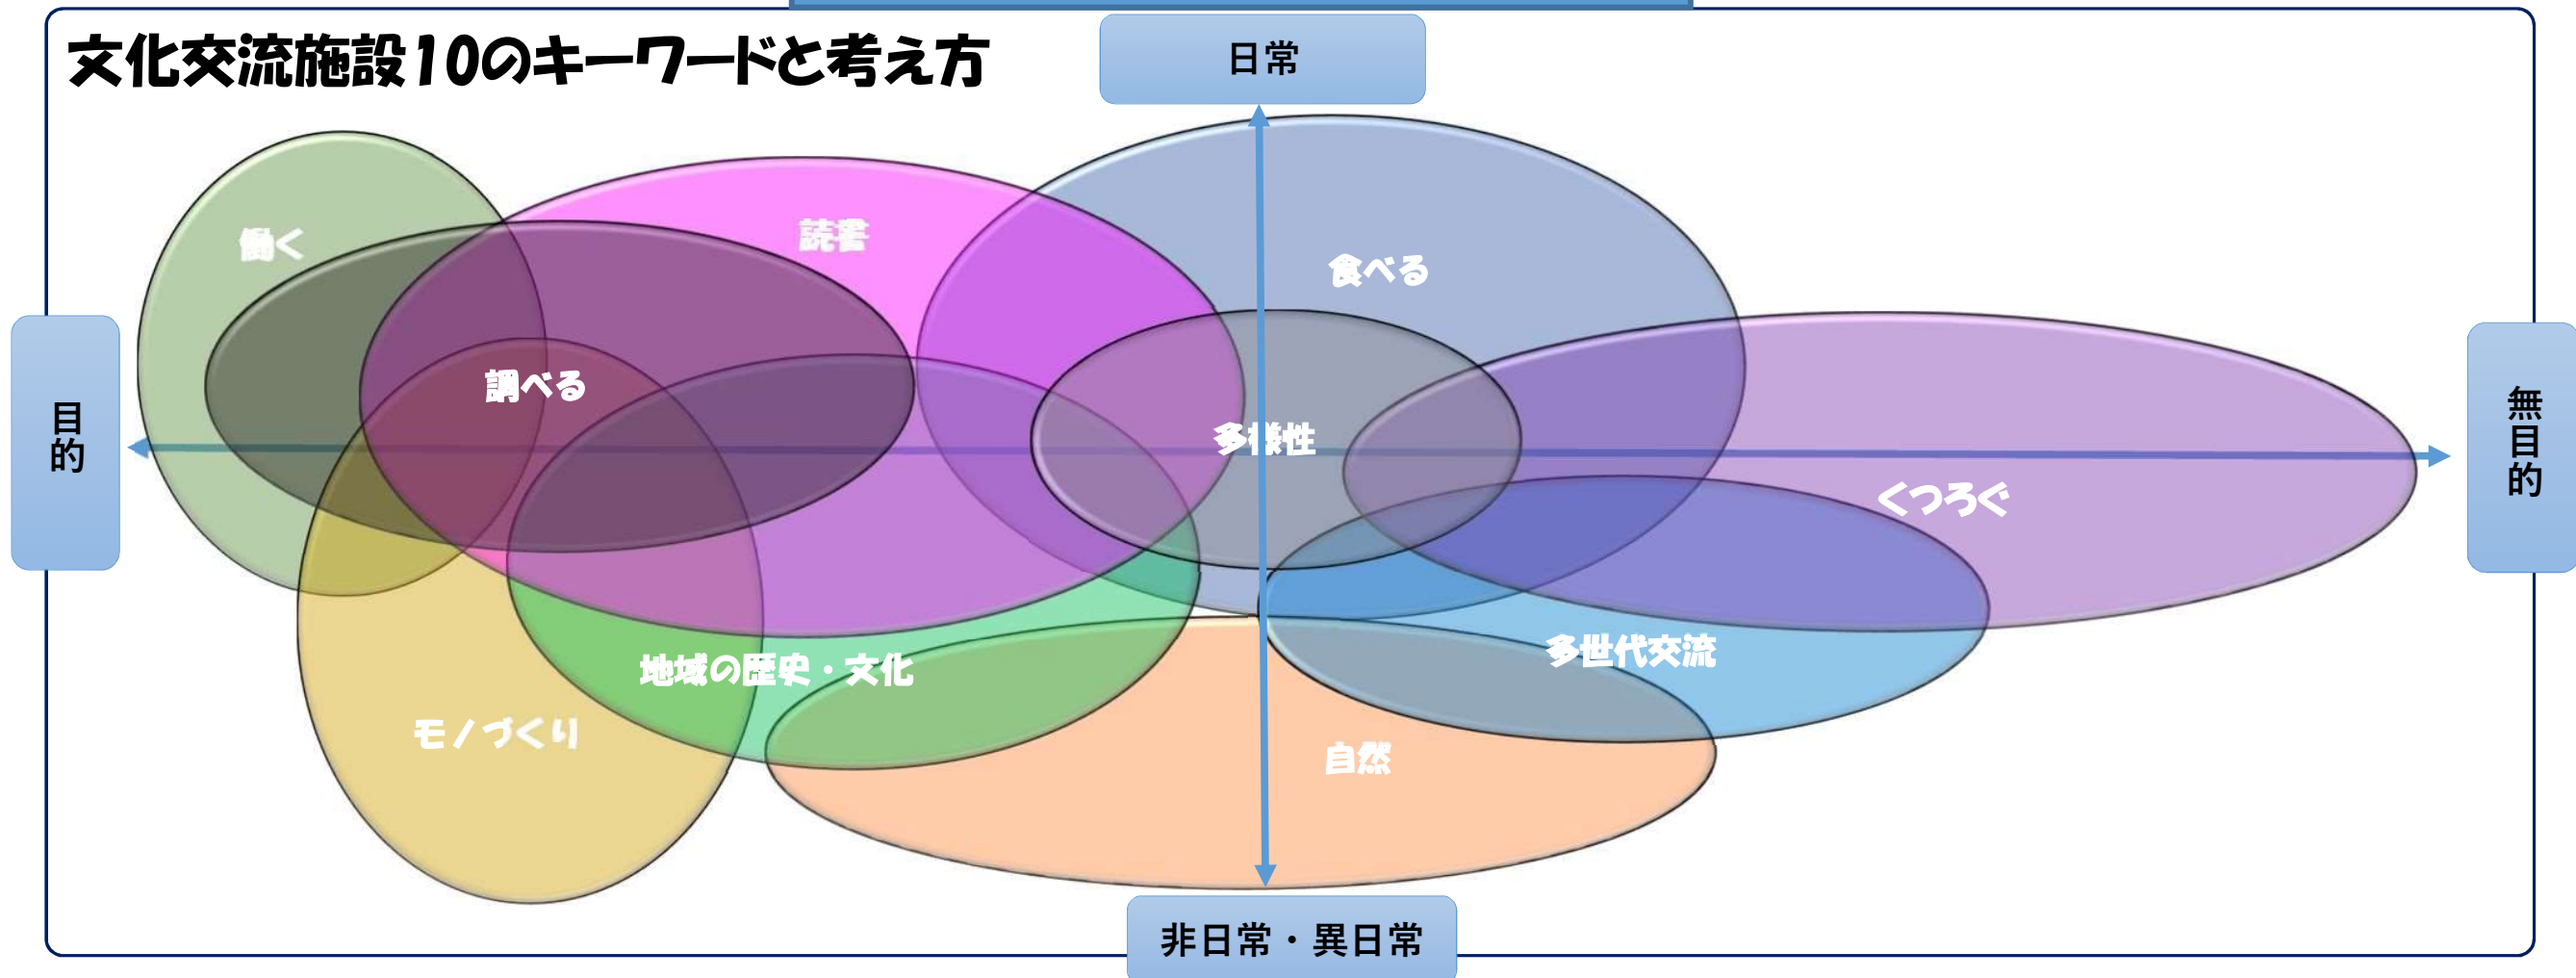 文化交流施設10のキーワードと考え方
日常
働く
読書
食べる
調べる
目的
多様性
無目的
くつろぐ
多世代交流
地域の歴史・文化
モノづくり
自然
非日常・異日常